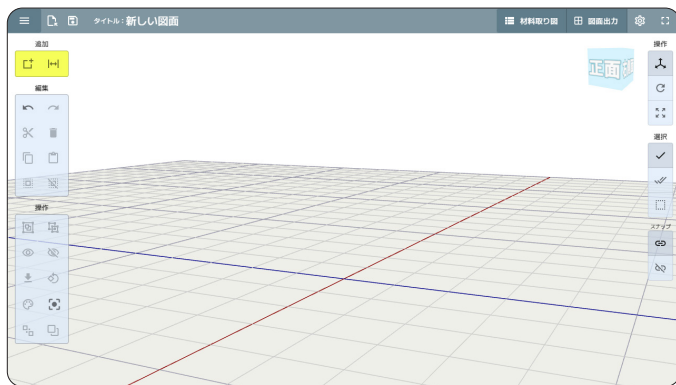 タイトル：新しい図面
材料取り図
図面出力
追加
編集
操作
正面
操作
選択
スナップ